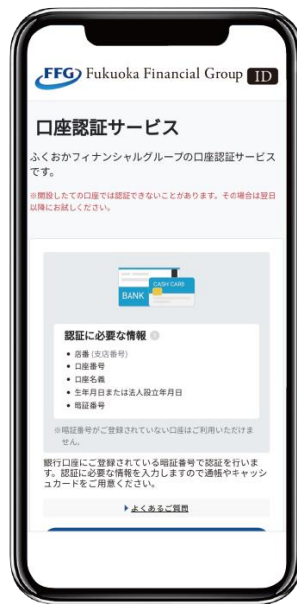 FFG Fukuoka Financial Group ID
口座認証サービス
ふくおかフィナンシャルグループの口座認証サービス
です。
※開設したての口座では認証できないことがあります。その場合は翌日
以降にお試しください。
CASH CARD
BANK
認証に必要な情報
• 店番 (支店番号)
• 口座番号
• 口座名義
• 生年月日または法人設立年月日
• 暗証番号
※暗証番号がご登録されていない口座はご利用いただけま
せん。
銀行口座にご登録されている暗証番号で認証を行いま
す。認証に必要な情報を入力しますので通帳やキャッシ
ュカードをご用意ください。
よくあるご質問